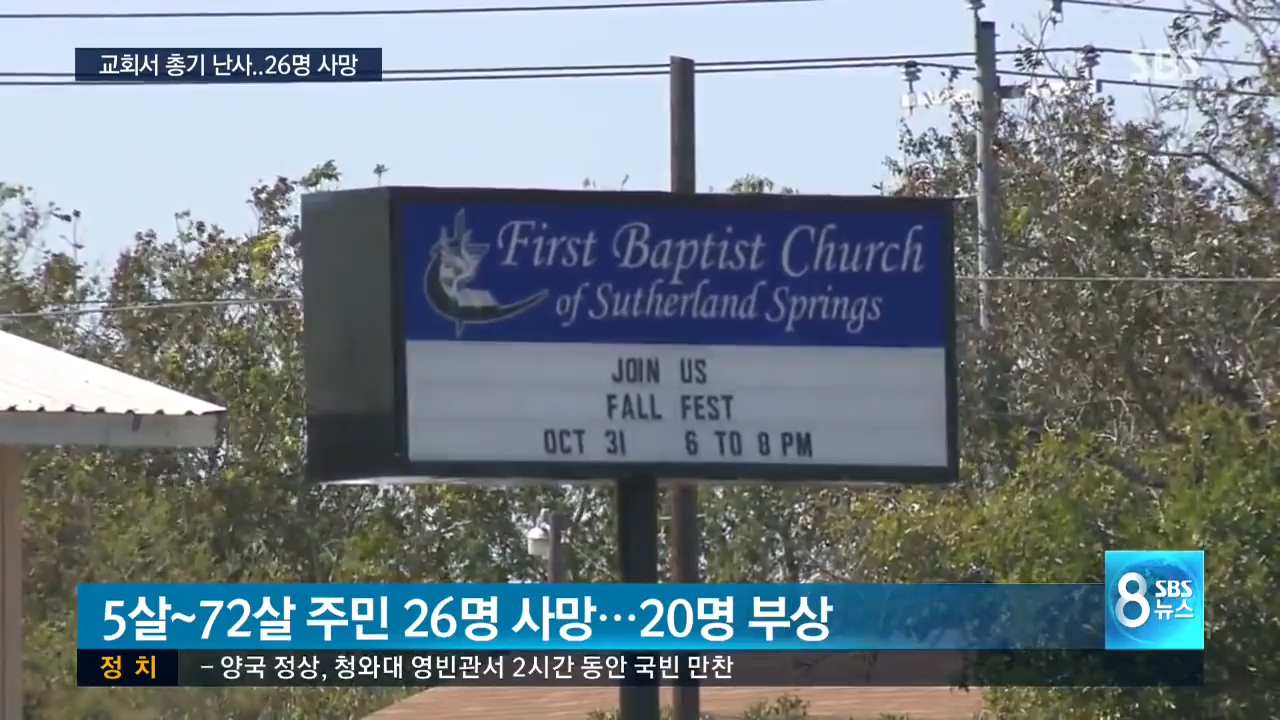 교회서 총기 난사..26명 사망
SBS
First Baptist Church
of Sutherland Springs
JOIN US
FALL FEST
OCT 31 6 TO 8 PM
5살~72살 주민 26명 사망…20명 부상
8 SBS
뉴스
정치 - 양국 정상, 청와대 영빈관서 2시간 동안 국빈 만찬